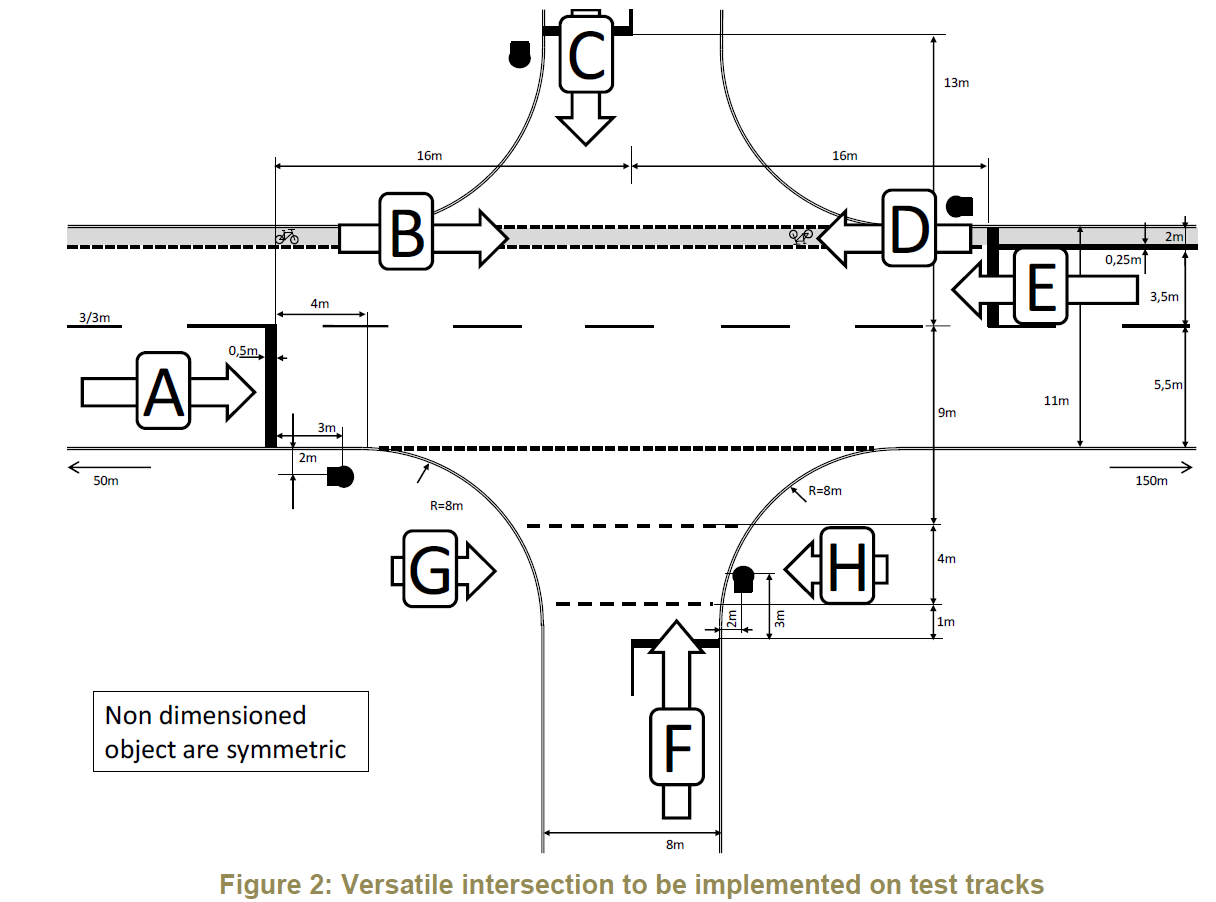 C
13m
16m
16m
B
D
2m
0,25m
E
3,5m
4m
3/3m
0,5m
A
5,5m
11m
9m
3m
2m
50m
150m
R=8m
R=8m
G
H
4m
2m
3m
1m
F
Non dimensioned
object are symmetric
8m
Figure 2: Versatile intersection to be implemented on test tracks